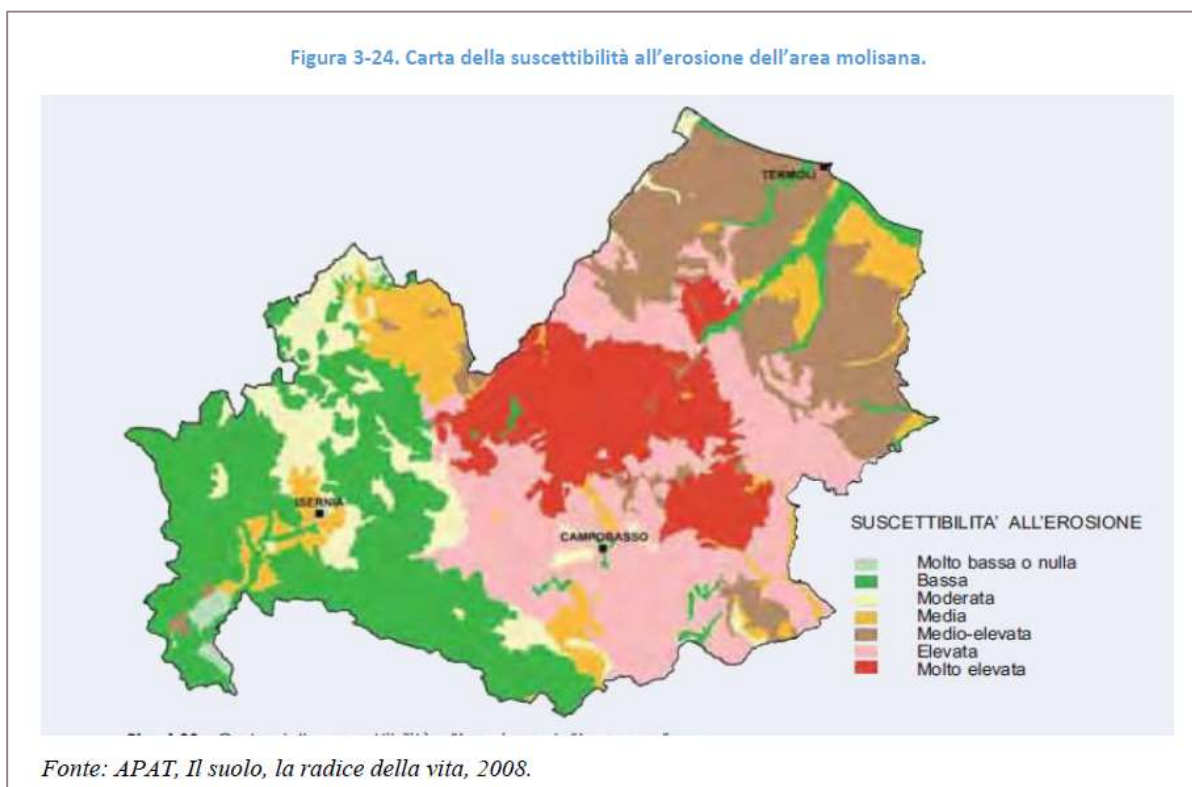 Figura 3-24. Carta della suscettibilità all'erosione dell'area molisana.
TERMOLI
ISERNIA
CAMPOBASSO
SUSCETTIBILITA' ALL'EROSIONE
Molto bassa o nulla
Bassa
Moderata
Media
Medio-elevata
Elevata
Molto elevata
Fonte: APAT, Il suolo, la radice della vita, 2008.